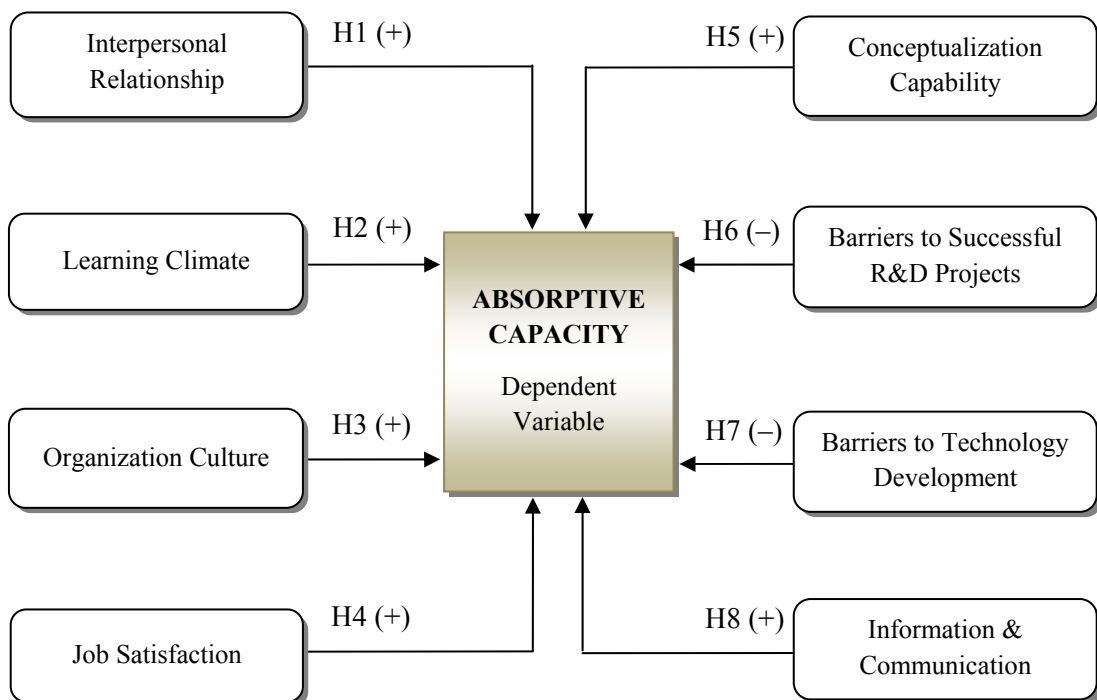 Interpersonal
Relationship
H1 (+)
H5 (+)
Conceptualization
Capability
Learning Climate
H2 (+)
H6 (–)
Barriers to Successful
R&D Projects
ABSORPTIVE
CAPACITY
Dependent
Variable
Organization Culture
H3 (+)
H7 (–)
Barriers to Technology
Development
Job Satisfaction
H4 (+)
H8 (+)
Information &
Communication